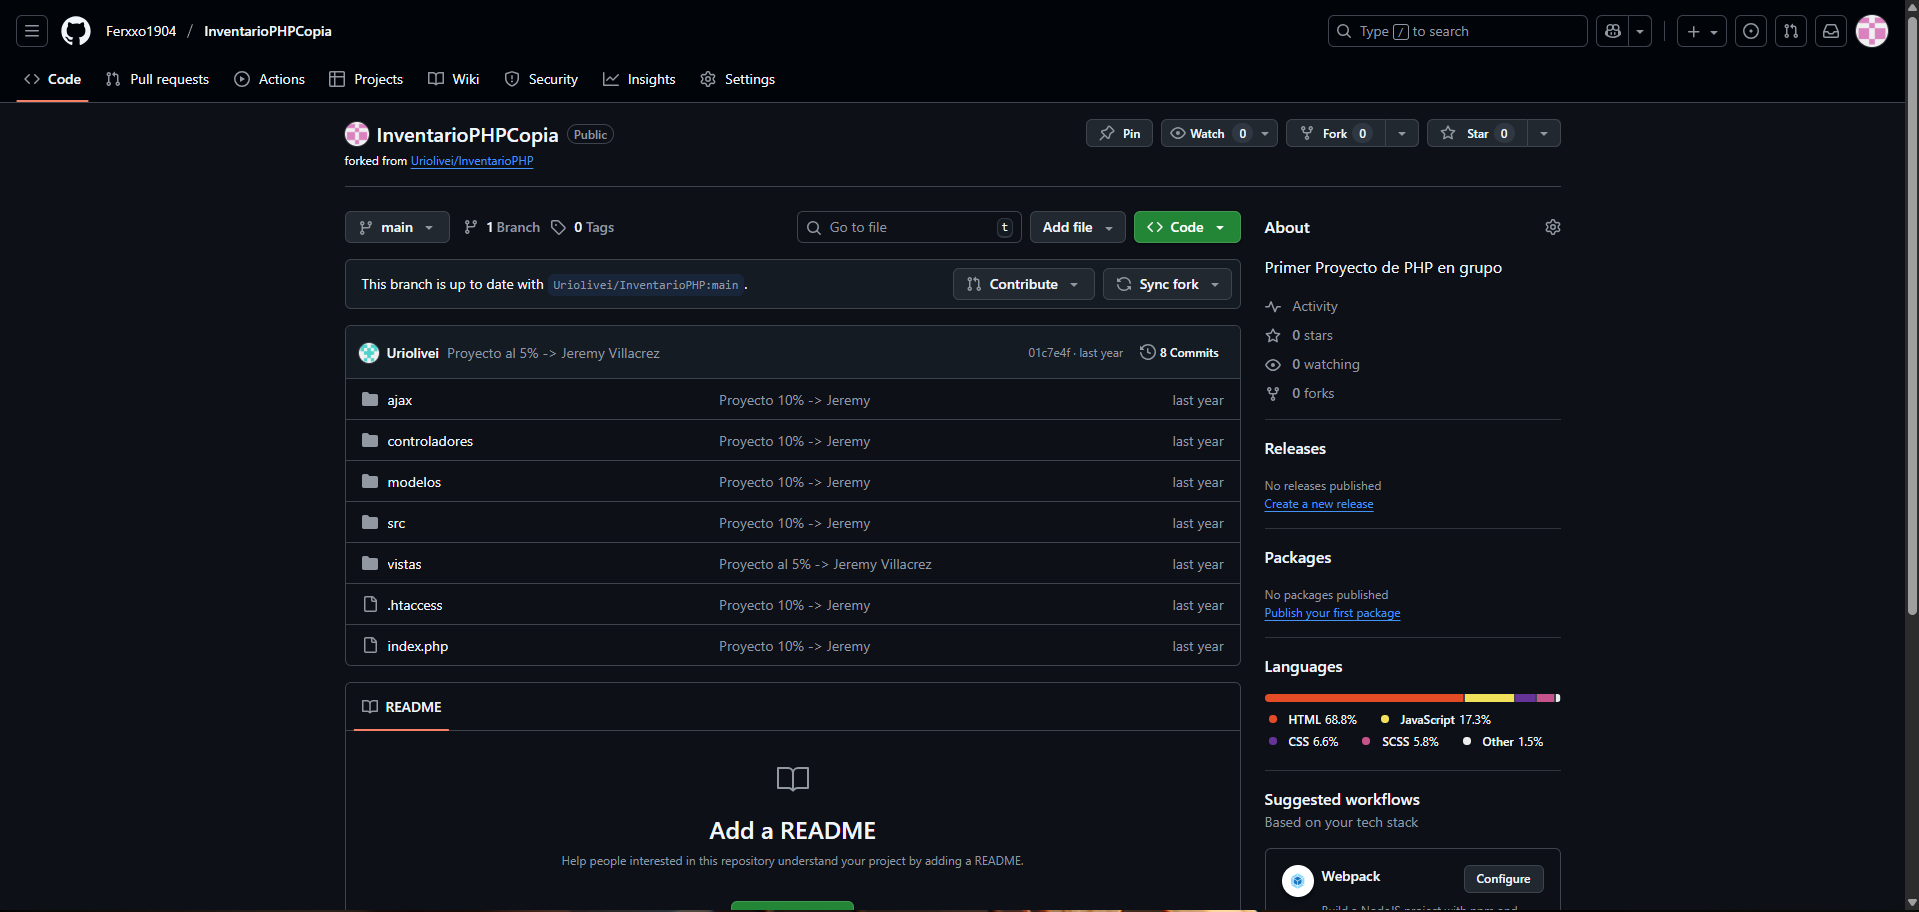 Ferxxo1904 / InventarioPHPCopia
Type / to search
Code Pull requests Actions Projects Wiki Security Insights Settings
InventarioPHPCopia Public
forked from Uriolivei/InventarioPHP
Pin Watch 0 Fork 0 Star 0
main 1 Branch 0 Tags Go to file t Add file Code
This branch is up to date with Uriolivei/InventarioPHP:main .
Contribute Sync fork
Uriolivei Proyecto al 5% -> Jeremy Villacrez 01c7e4f · last year 8 Commits
ajax Proyecto 10% -> Jeremy last year
controladores Proyecto 10% -> Jeremy last year
modelos Proyecto 10% -> Jeremy last year
src Proyecto 10% -> Jeremy last year
vistas Proyecto al 5% -> Jeremy Villacrez last year
.htaccess Proyecto 10% -> Jeremy last year
index.php Proyecto 10% -> Jeremy last year
README
Add a README
Help people interested in this repository understand your project by adding a README.
About
Primer Proyecto de PHP en grupo
Activity
0 stars
0 watching
0 forks
Releases
No releases published
Create a new release
Packages
No packages published
Publish your first package
Languages
HTML 68.8% JavaScript 17.3%
CSS 6.6% SCSS 5.8% Other 1.5%
Suggested workflows
Based on your tech stack
Webpack Configure
Build a NodeJS project with npm and